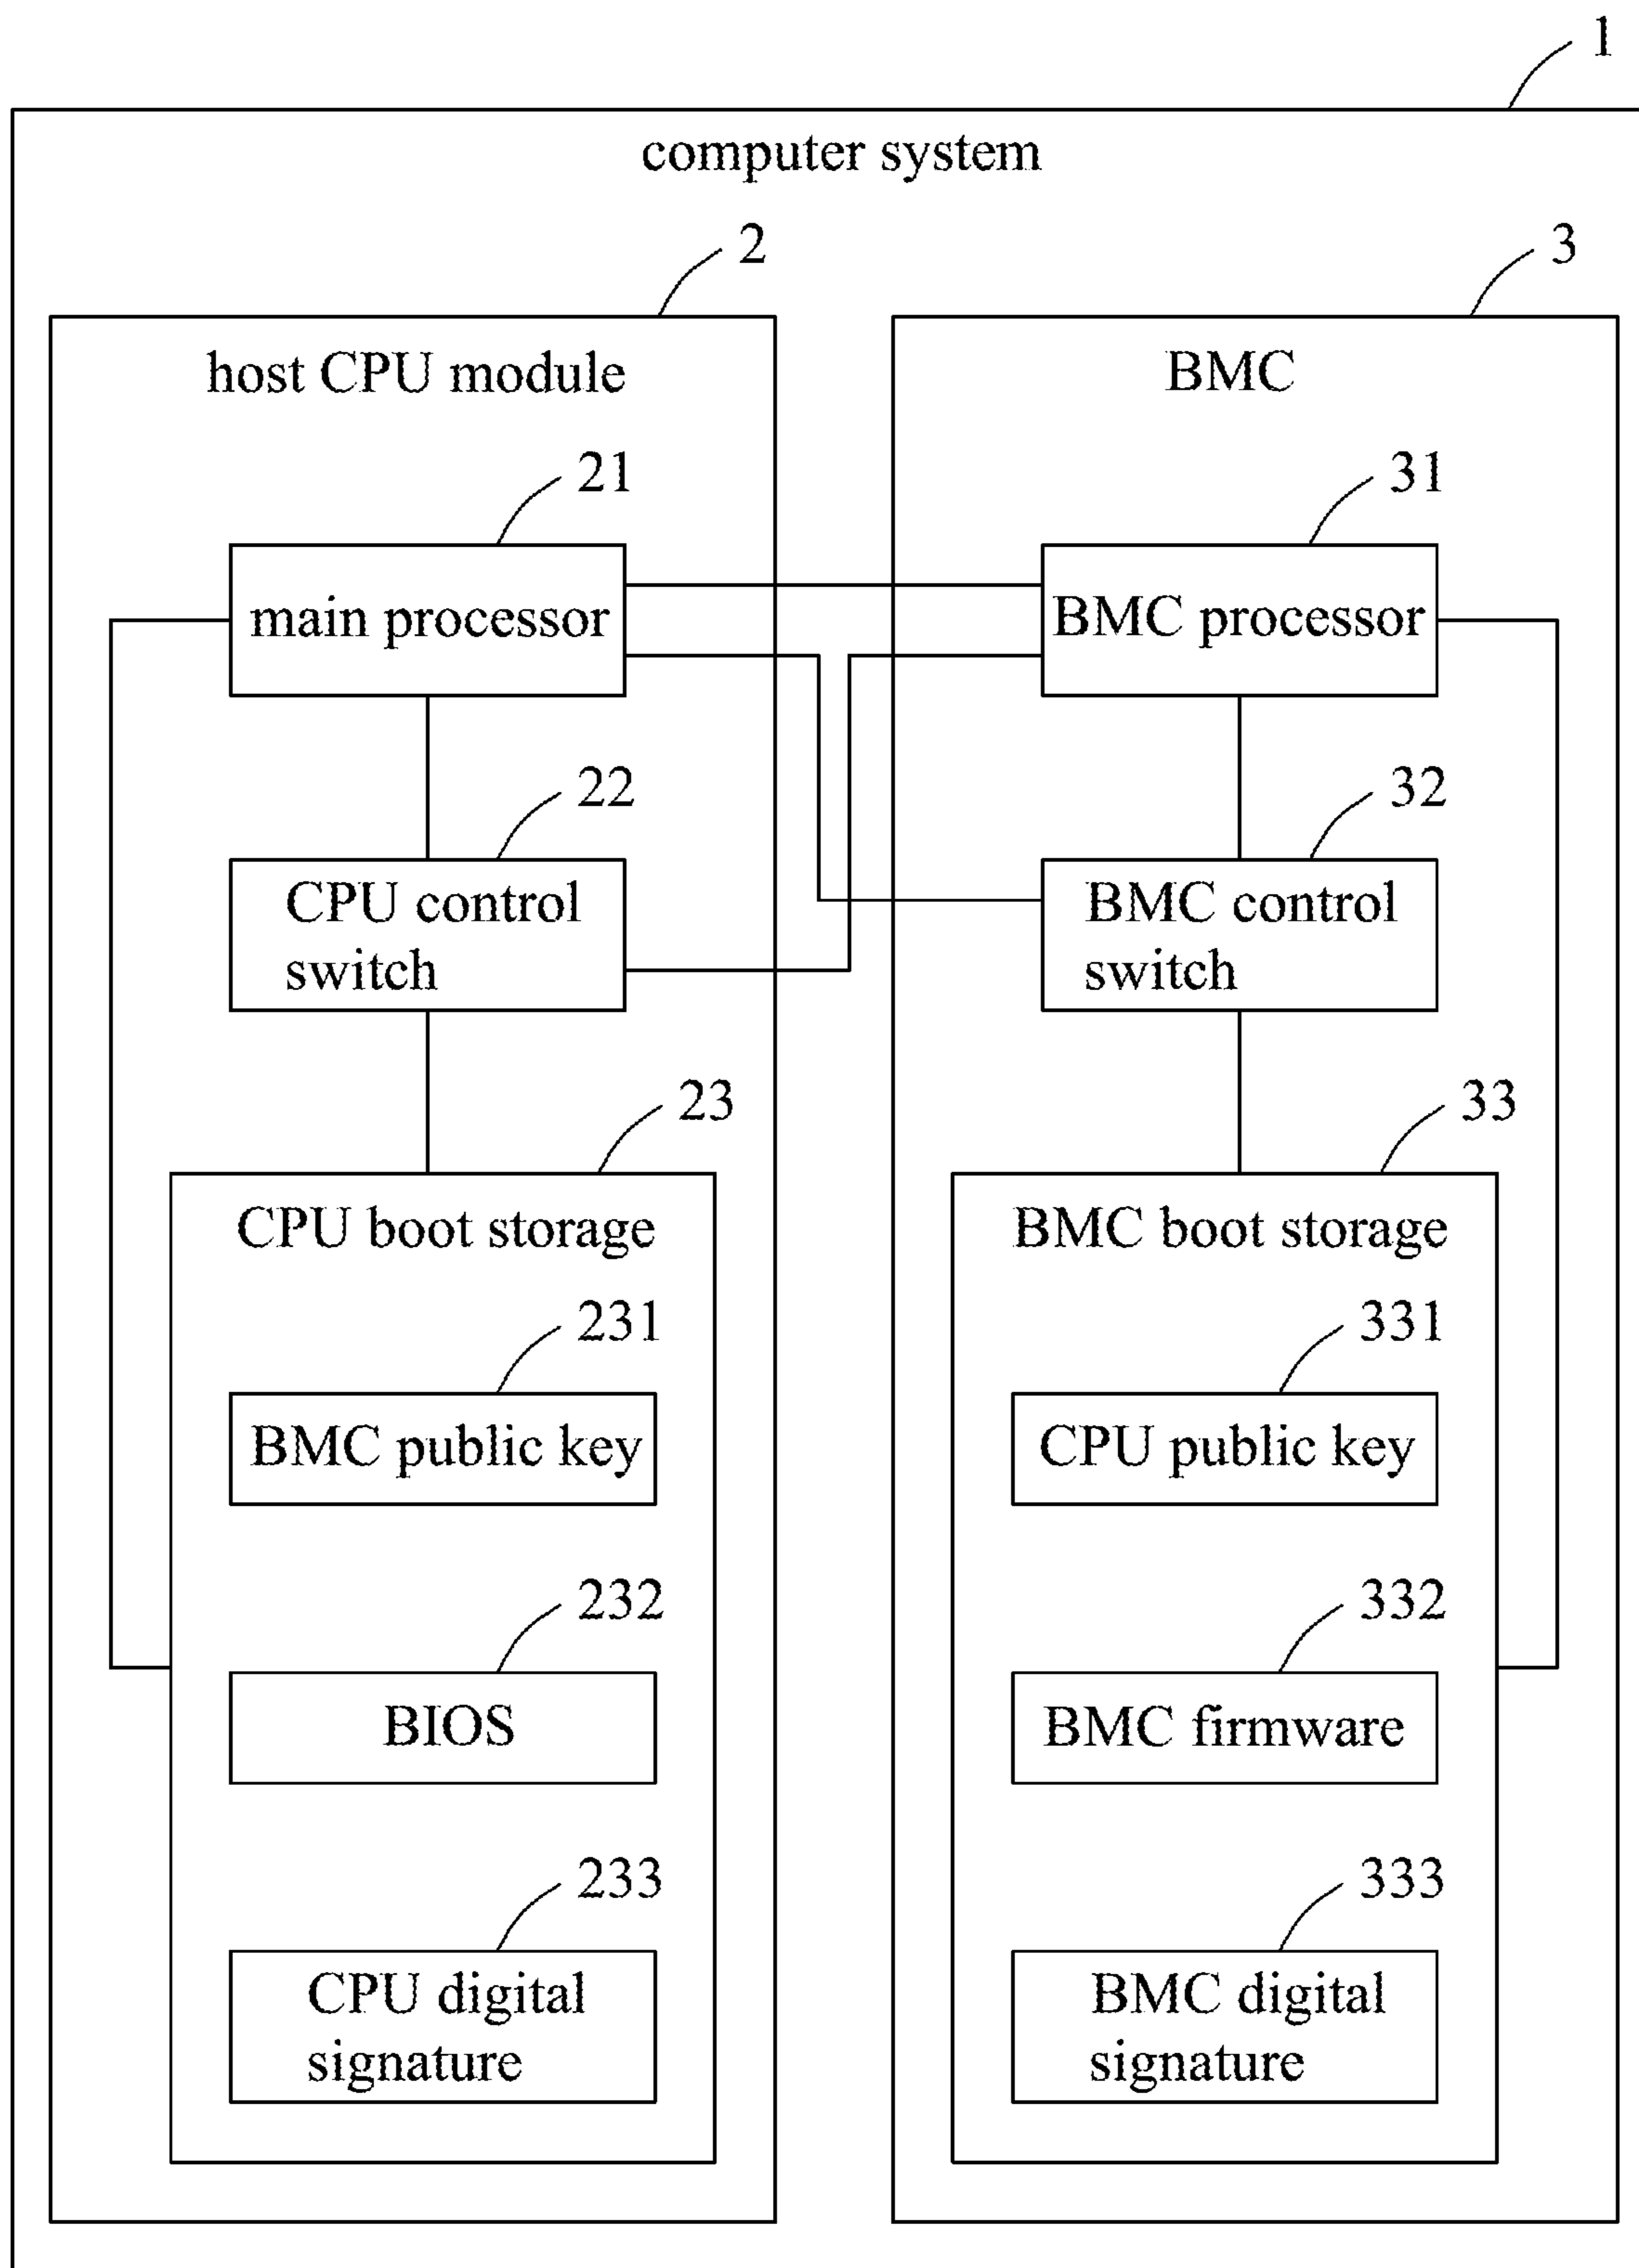 1
computer system
2
3
host CPU module
BMC
21
31
main processor
BMC processor
22
32
CPU control
switch
BMC control
switch
23
33
CPU boot storage
BMC boot storage
231
331
BMC public key
CPU public key
232
332
BIOS
BMC firmware
233
333
CPU digital
signature
BMC digital
signature